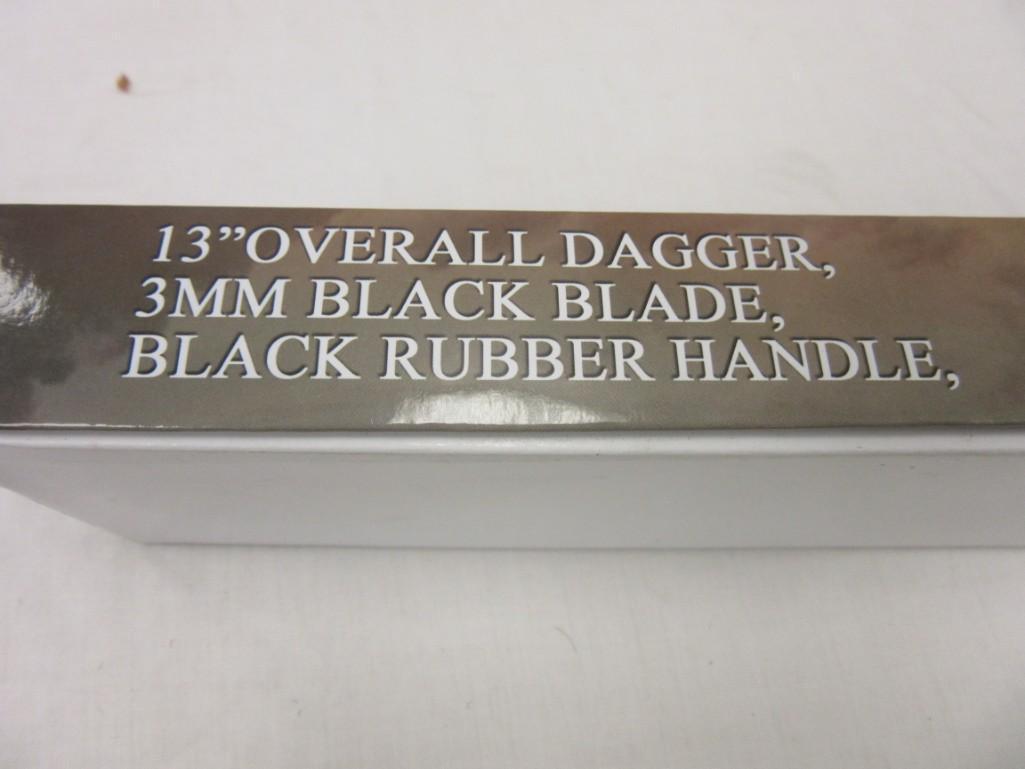 13”OVERALL DAGGER,
3MM BLACK BLADE,
BLACK RUBBER HANDLE,